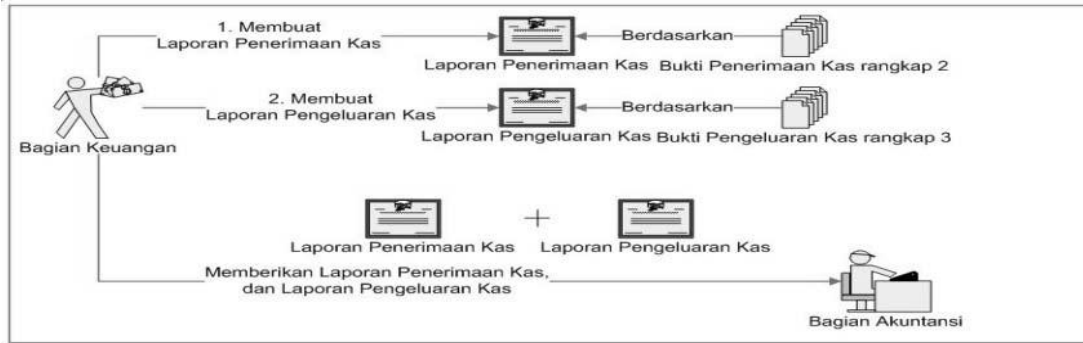 1. Membuat
Laporan Penerimaan Kas
Berdasarkan
Laporan Penerimaan Kas
Bukti Penerimaan Kas rangkap 2
2. Membuat
Laporan Pengeluaran Kas
Berdasarkan
Laporan Pengeluaran Kas
Bukti Pengeluaran Kas rangkap 3
Bagian Keuangan
+
Laporan Penerimaan Kas
Laporan Pengeluaran Kas
Memberikan Laporan Penerimaan Kas,
dan Laporan Pengeluaran Kas
Bagian Akuntansi